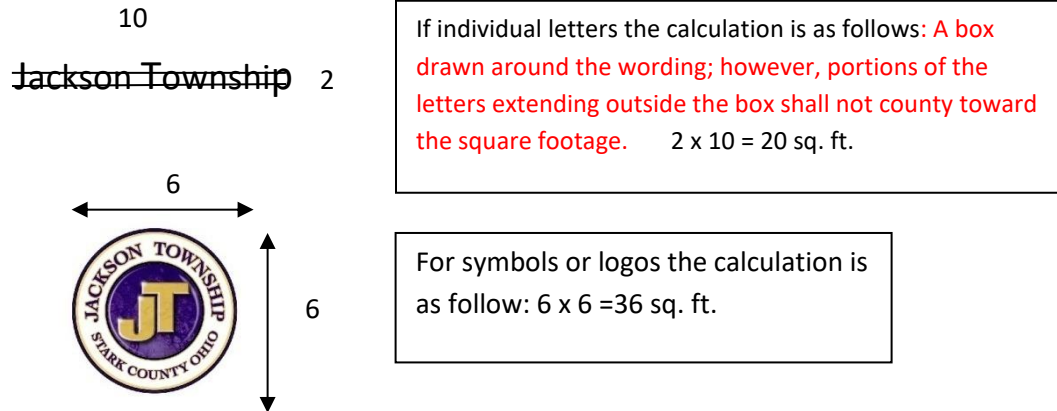 10
Jackson Township 2
If individual letters the calculation is as follows: A box
drawn around the wording; however, portions of the
letters extending outside the box shall not county toward
the square footage. 2 x 10 = 20 sq. ft.
6
6
JACKSON TOWNSHIP
JT
STARK COUNTY OHIO
For symbols or logos the calculation is
as follow: 6 x 6 =36 sq. ft.